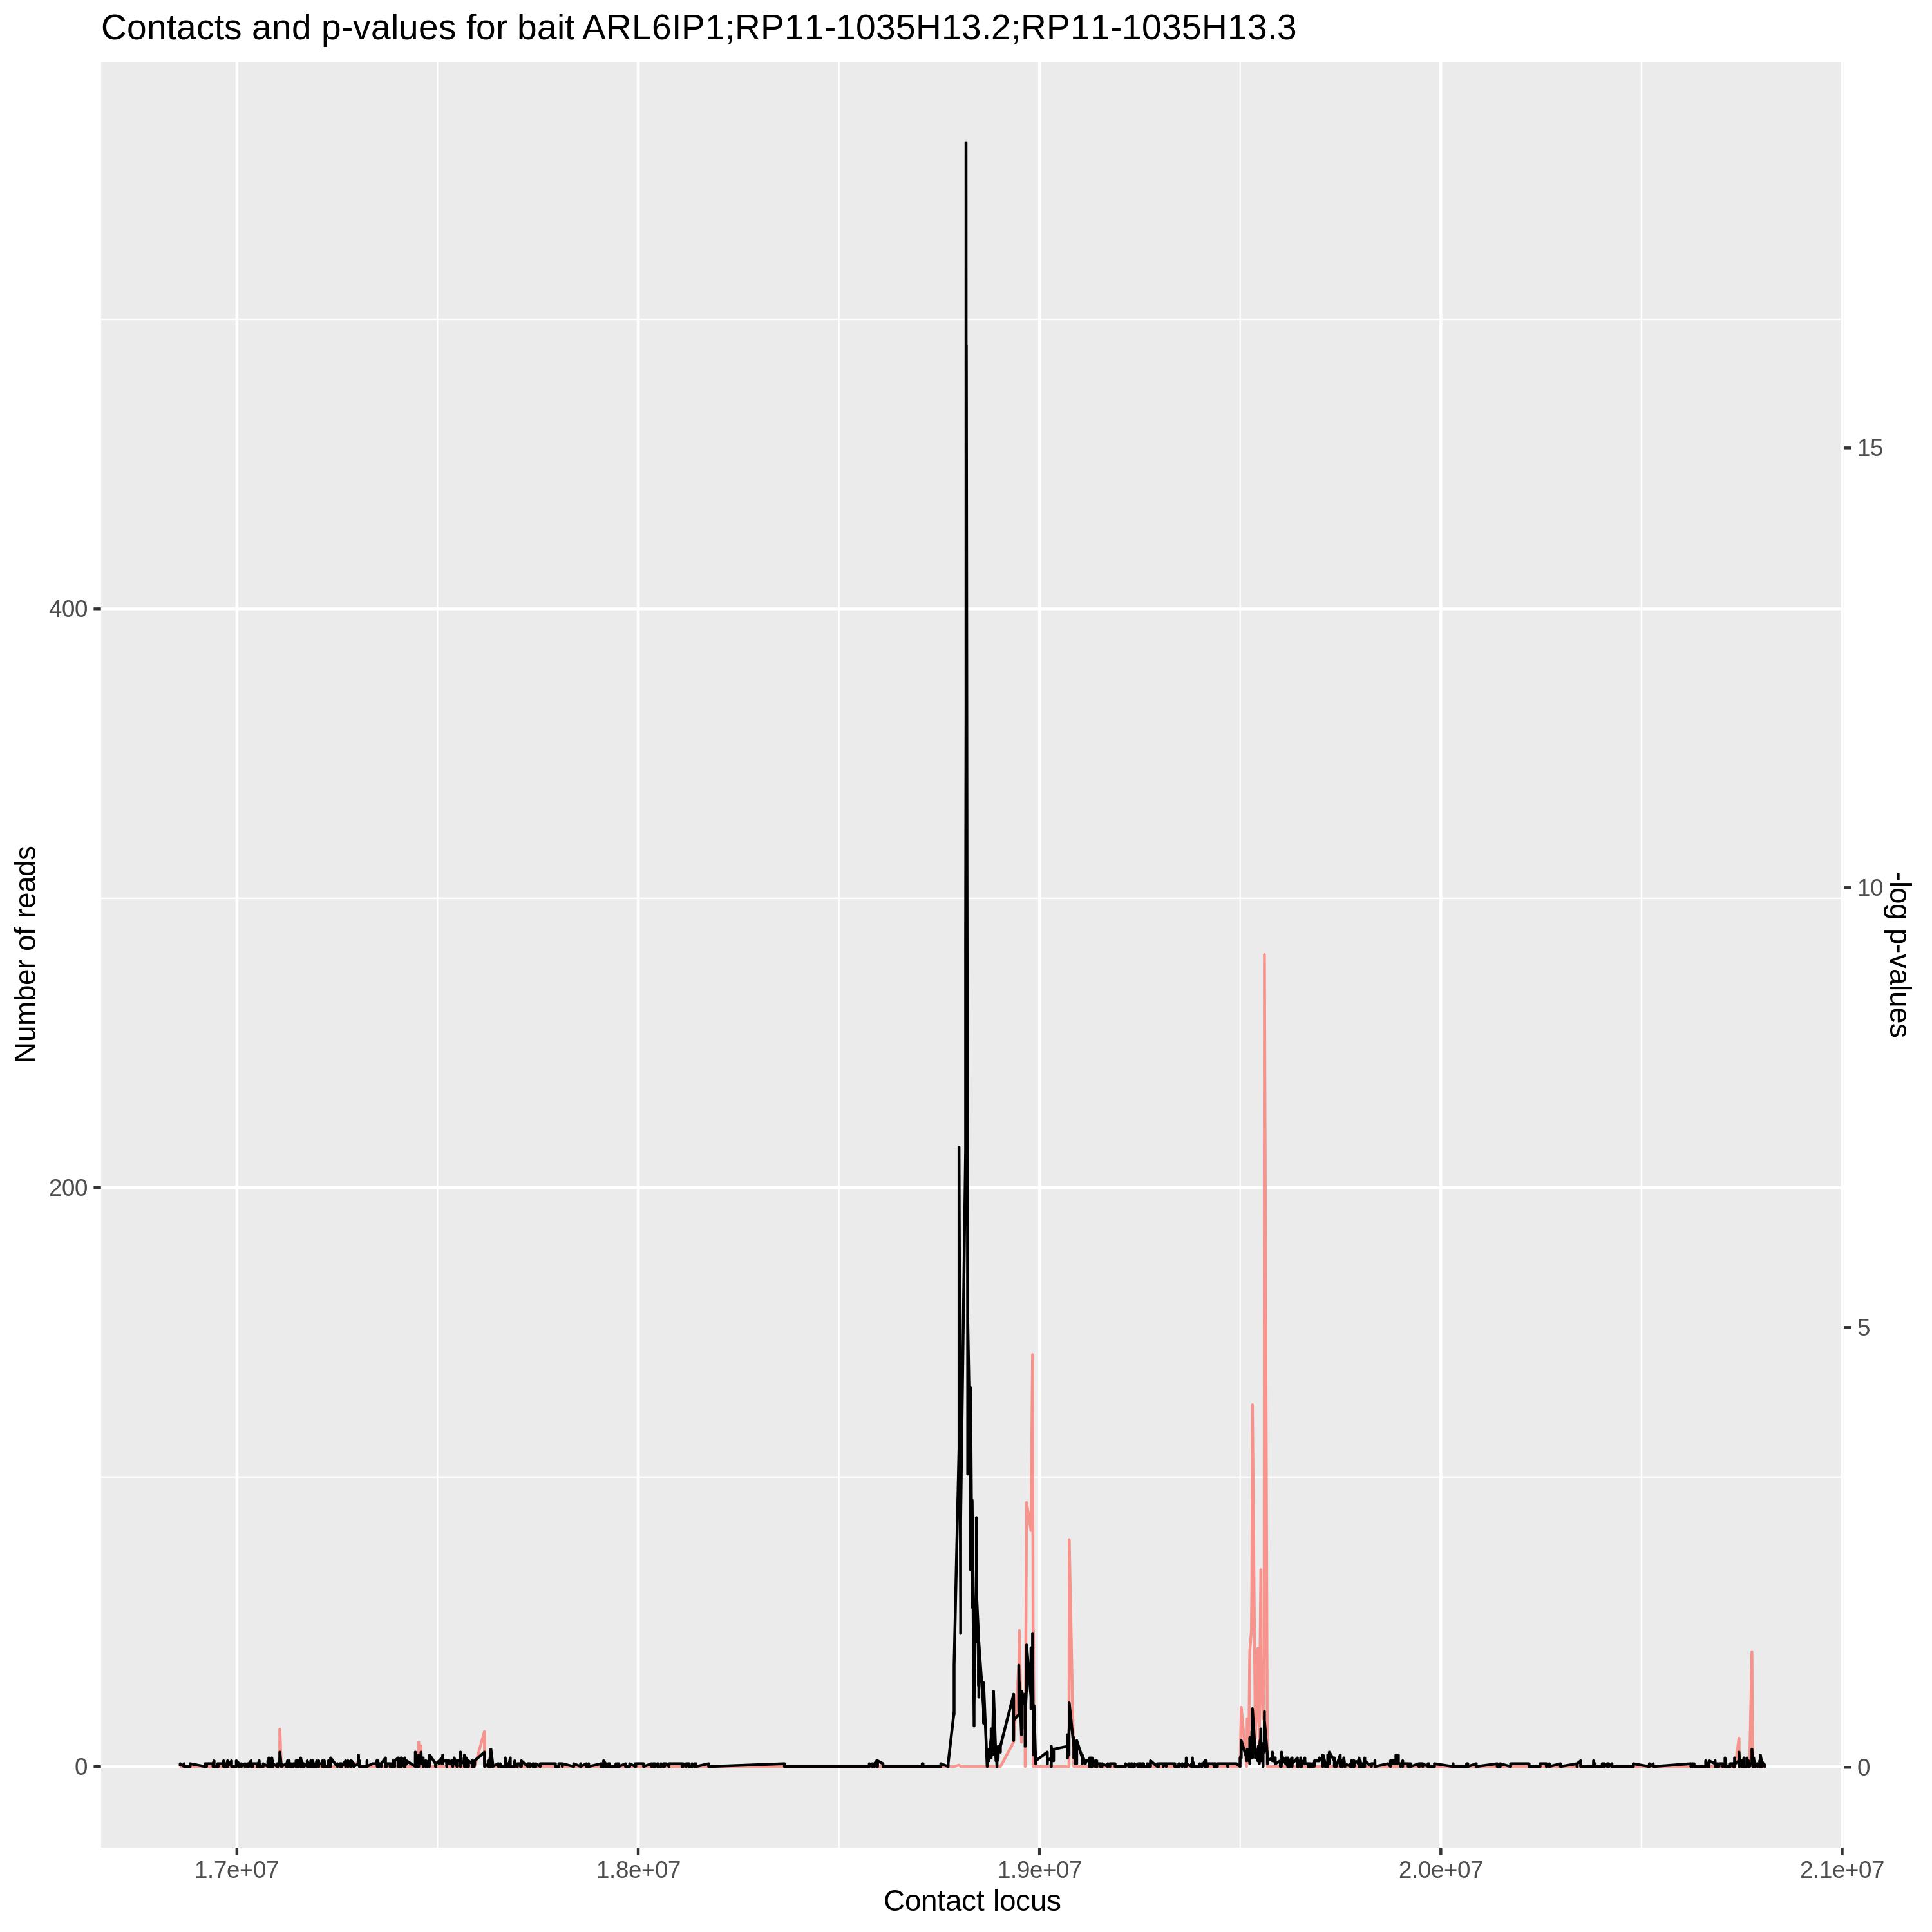 Contacts and p-values for bait ARL6IP1;RP11-1035H13.2;RP11-1035H13.3
Number of reads
400
200
0
15
10
5
0
-log p-values
1.7e+07
1.8e+07
1.9e+07
2.0e+07
2.1e+07
Contact locus